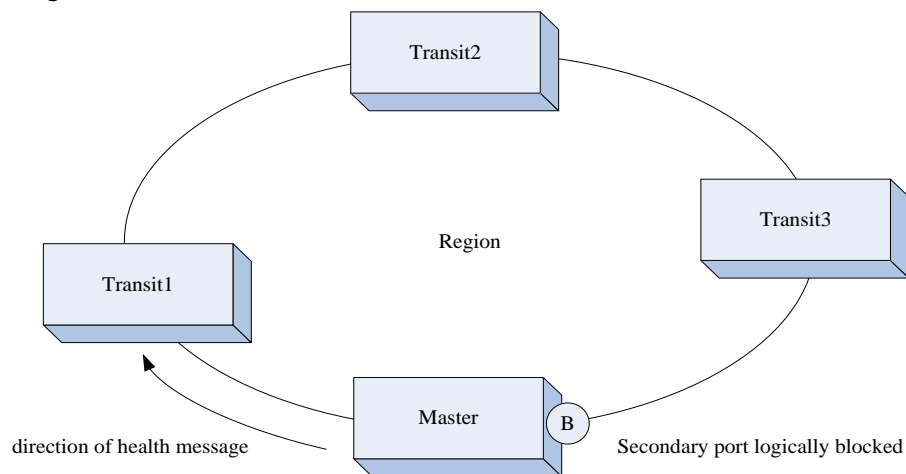 Transit2
Transit3
Region
Transit1
Master
B
direction of health message
Secondary port logically blocked